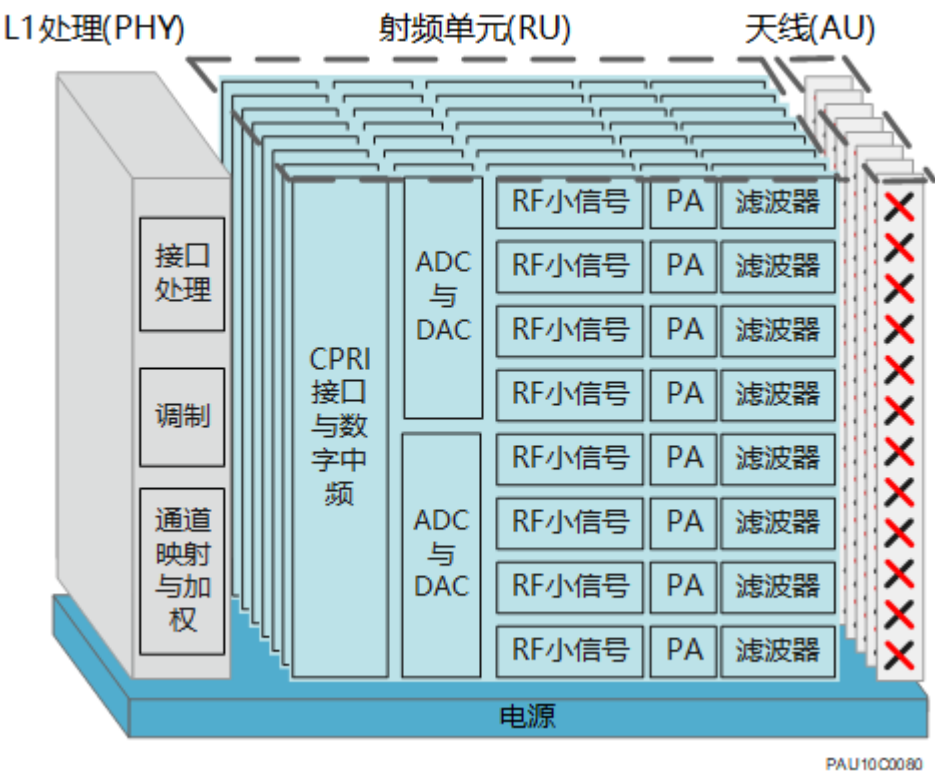 L1处理(PHY) 射频单元(RU) 天线(AU)
接口
处理
调制
通道
映射
与加
权
CPRI
接口
与数
字中
频
ADC
与
DAC
ADC
与
DAC
RF小信号 PA 滤波器
RF小信号 PA 滤波器
RF小信号 PA 滤波器
RF小信号 PA 滤波器
RF小信号 PA 滤波器
RF小信号 PA 滤波器
RF小信号 PA 滤波器
RF小信号 PA 滤波器
电源
PAU10C0080